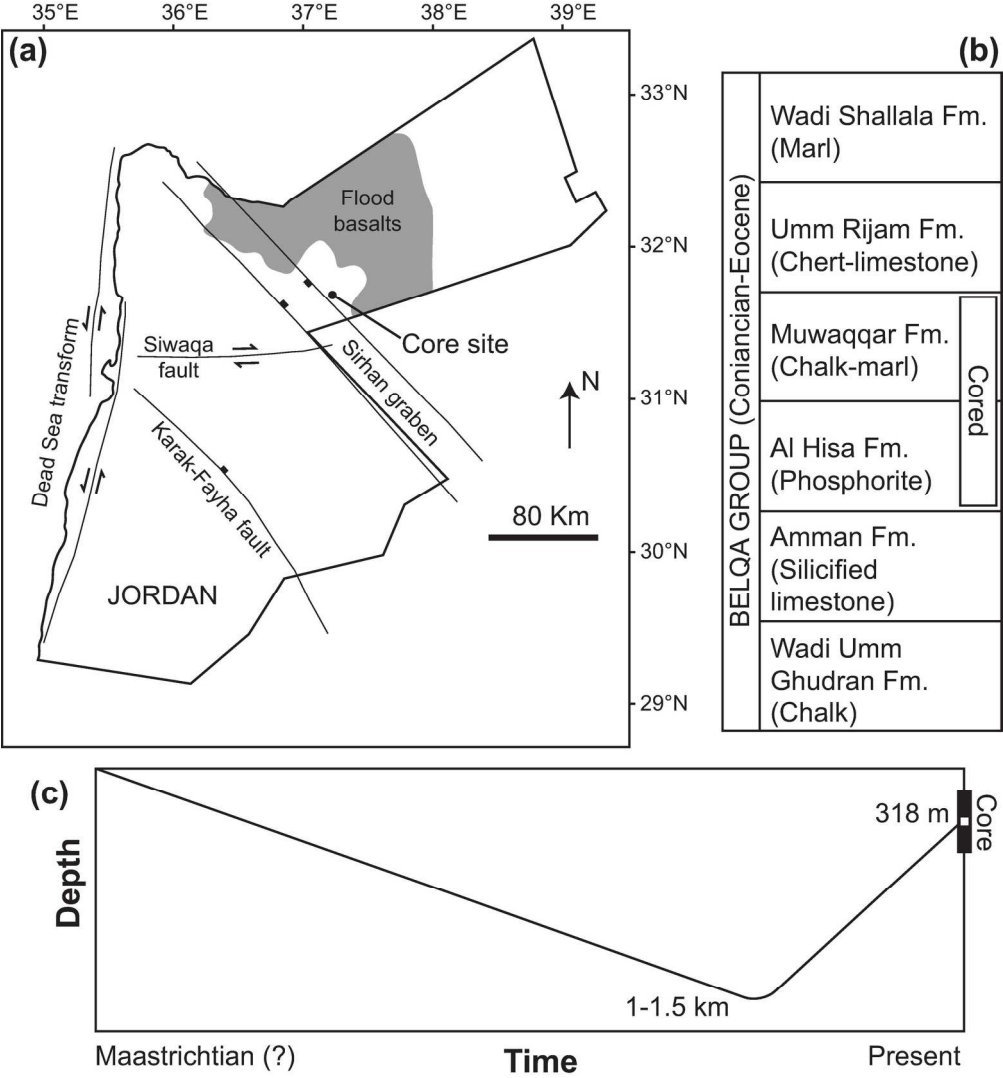 35°E 36°E 37°E 38°E 39°E
(a)
33°N
32°N
31°N
30°N
29°N
Flood
basalts
Core site
Siwaqa
fault
Sirhan graben
Dead Sea transform
Karak-Fayha fault
N
80 Km
JORDAN
(b)
BELQA GROUP (Coniancian-Eocene)
Wadi Shallala Fm.
(Marl)
Umm Rijam Fm.
(Chert-limestone)
Muwaqqar Fm.
(Chalk-marl)
Al Hisa Fm.
(Phosphorite)
Cored
Amman Fm.
(Silicified
limestone)
Wadi Umm
Ghudran Fm.
(Chalk)
(c)
Depth
318 m
Core
1-1.5 km
Maastrichtian (?)
Time
Present